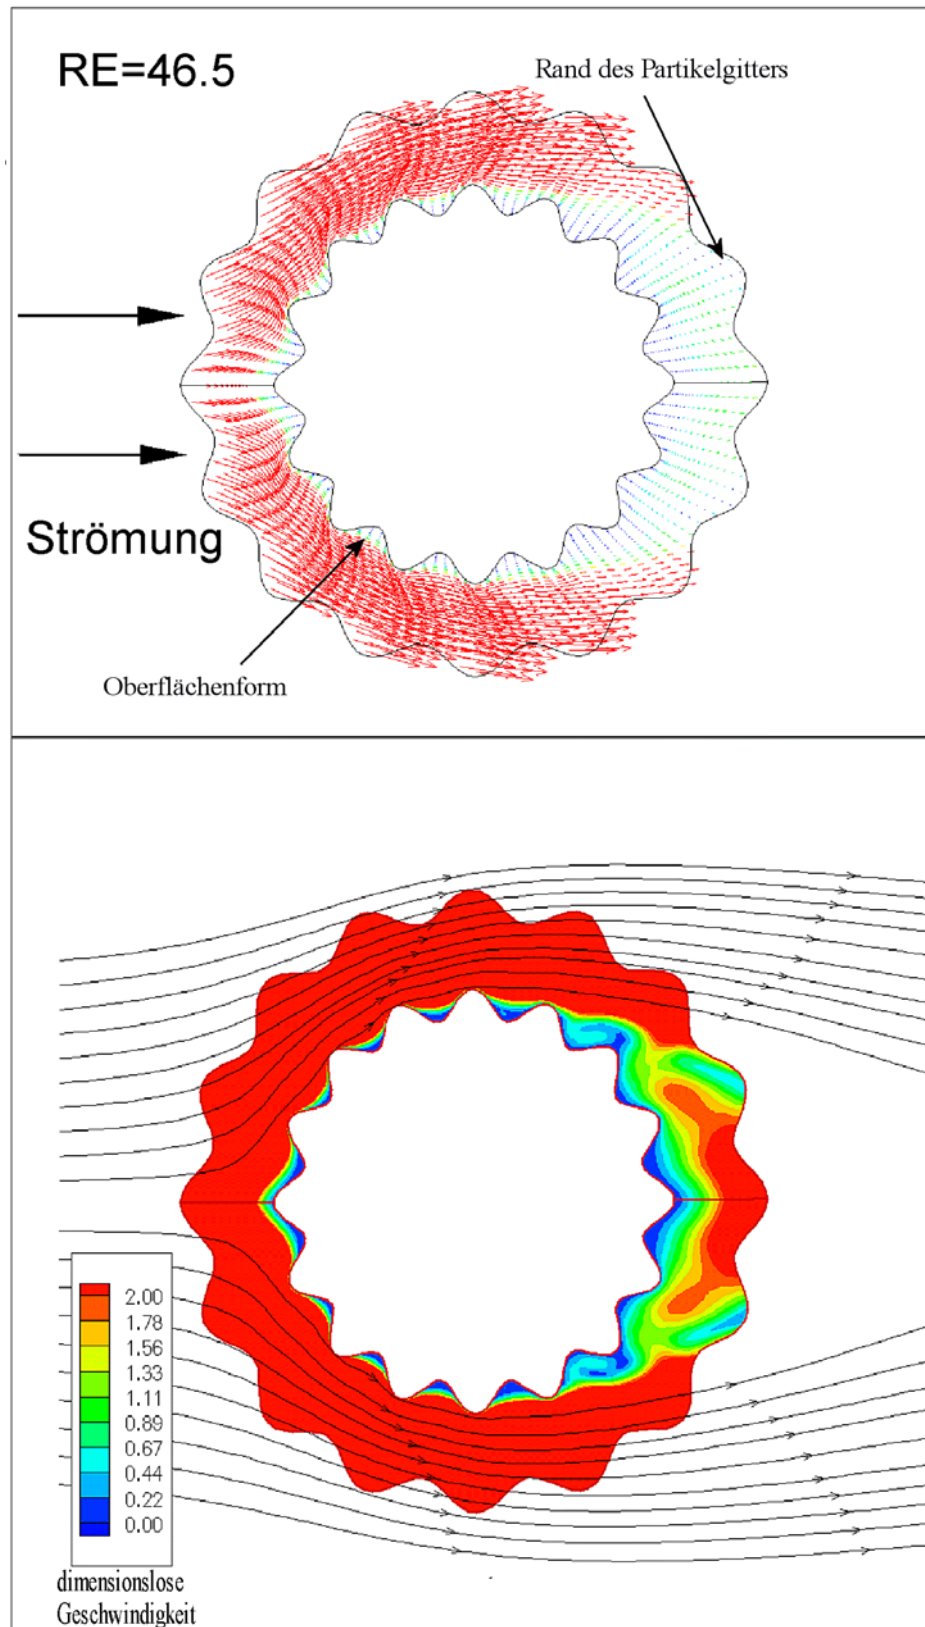 RE=46.5
Rand des Partikelgitters
Strömung
Oberflächenform
2.00
1.78
1.56
1.33
1.11
0.89
0.67
0.44
0.22
0.00
dimensionslose
Geschwindigkeit